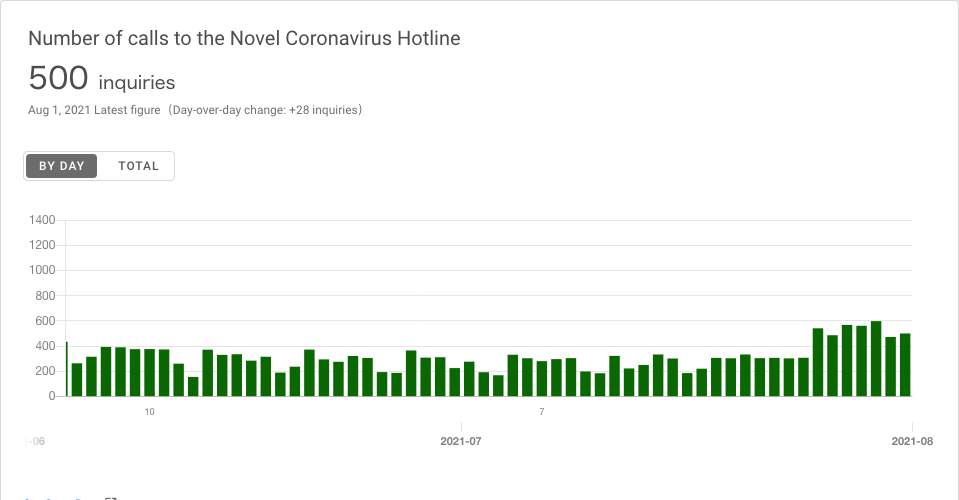 Number of calls to the Novel Coronavirus Hotline
500 inquiries
Aug 1, 2021 Latest figure (Day-over-day change: +28 inquiries)
BY DAY TOTAL
1400
1200
1000
800
600
400
200
0
10 7
-06 2021-07 2021-08